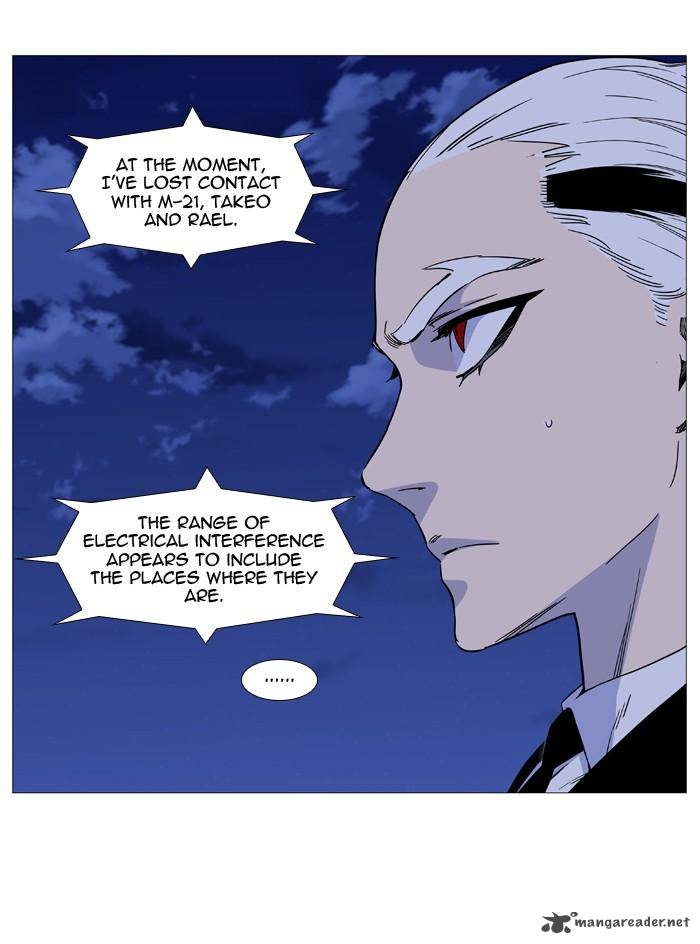 AT THE MOMENT,
I'VE LOST CONTACT
WITH M-21, TAKEO
AND RAEL.
THE RANGE OF
ELECTRICAL INTERFERENCE
APPEARS TO INCLUDE
THE PLACES WHERE THEY
ARE.
......
mangareader.net